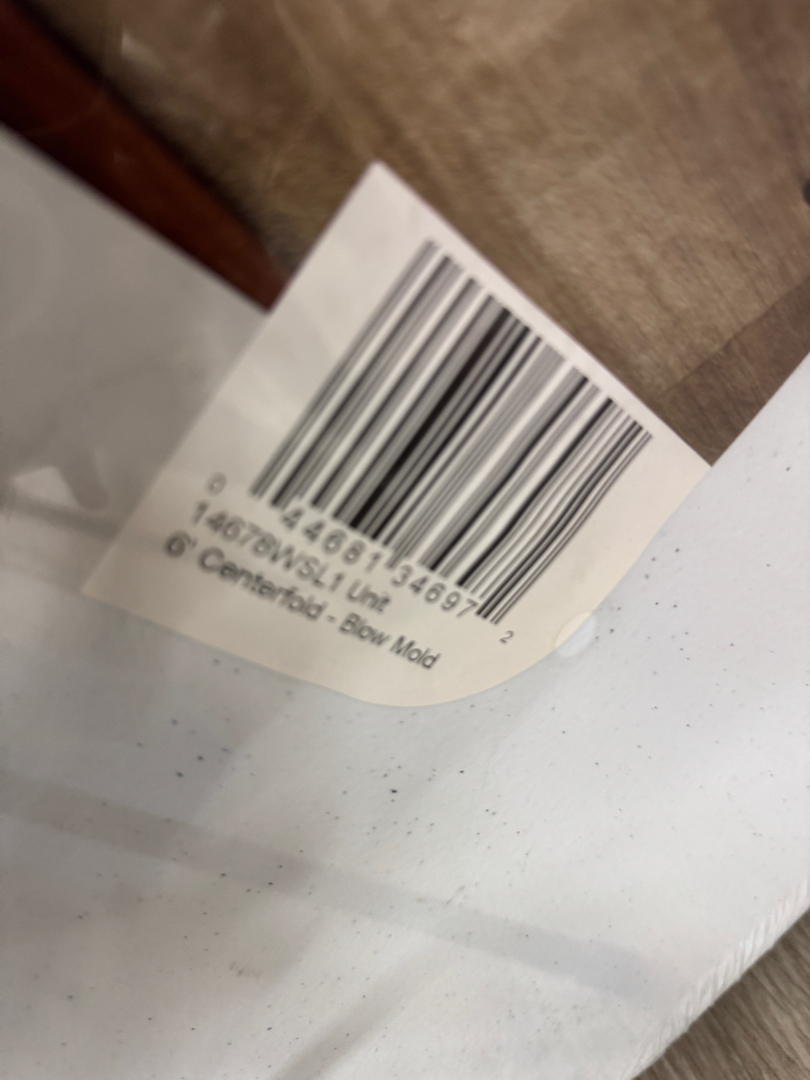 0 44681 34697 2
14678WSL1 Unit
6' Centerfold - Blow Mold